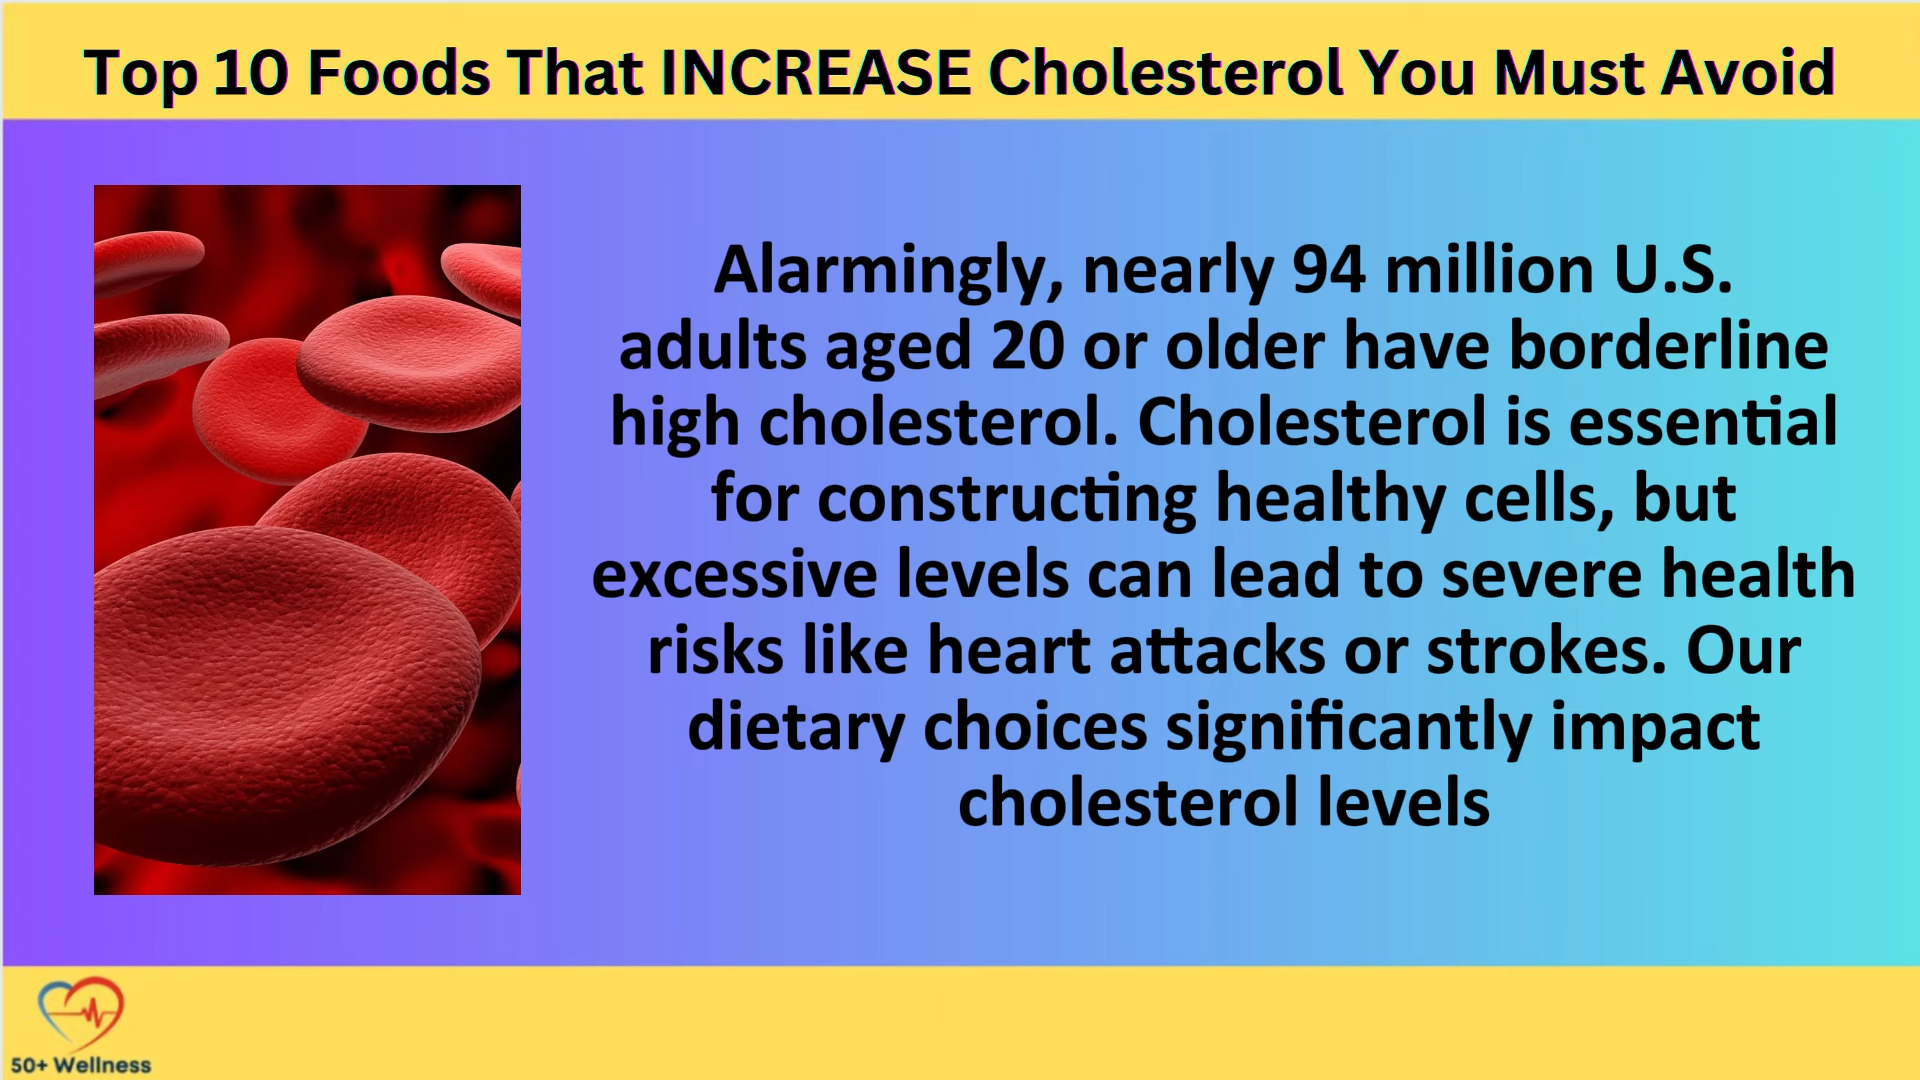 Top 10 Foods That INCREASE Cholesterol You Must Avoid
Alarmingly, nearly 94 million U.S.
adults aged 20 or older have borderline
high cholesterol. Cholesterol is essential
for constructing healthy cells, but
excessive levels can lead to severe health
risks like heart attacks or strokes. Our
dietary choices significantly impact
cholesterol levels
50+ Wellness